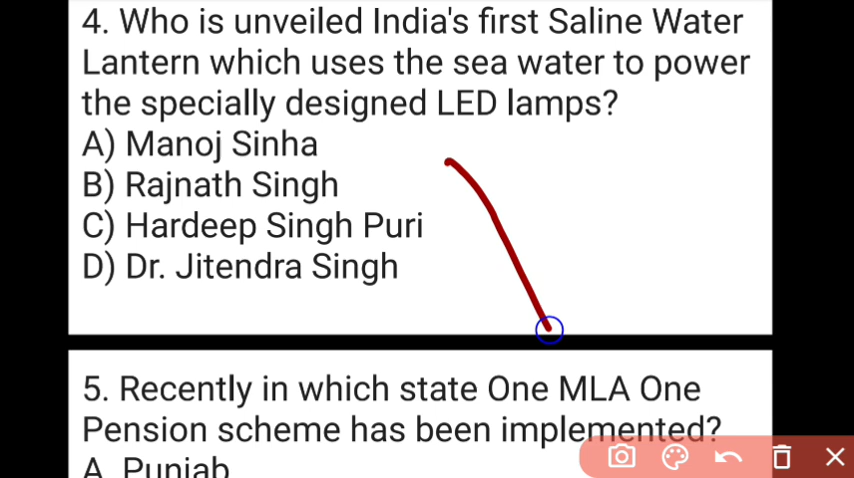 4. Who is unveiled India's first Saline Water
Lantern which uses the sea water to power
the specially designed LED lamps?
A) Manoj Sinha
B) Rajnath Singh
C) Hardeep Singh Puri
D) Dr. Jitendra Singh
5. Recently in which state One MLA One
Pension scheme has been implemented?
A. Punjab